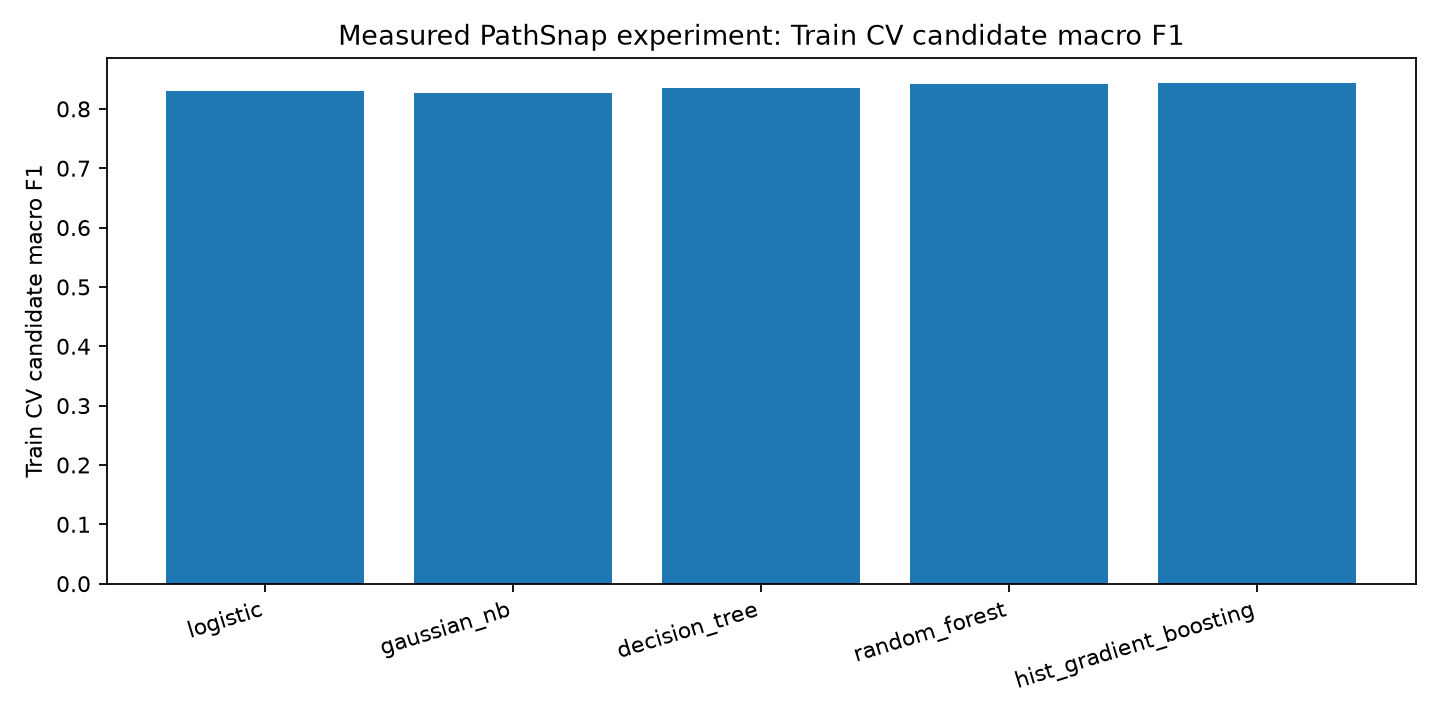 Measured PathSnap experiment: Train CV candidate macro F1
Train CV candidate macro F1
0.8
0.7
0.6
0.5
0.4
0.3
0.2
0.1
0.0
logistic
gaussian_nb
decision_tree
random_forest
hist_gradient_boosting